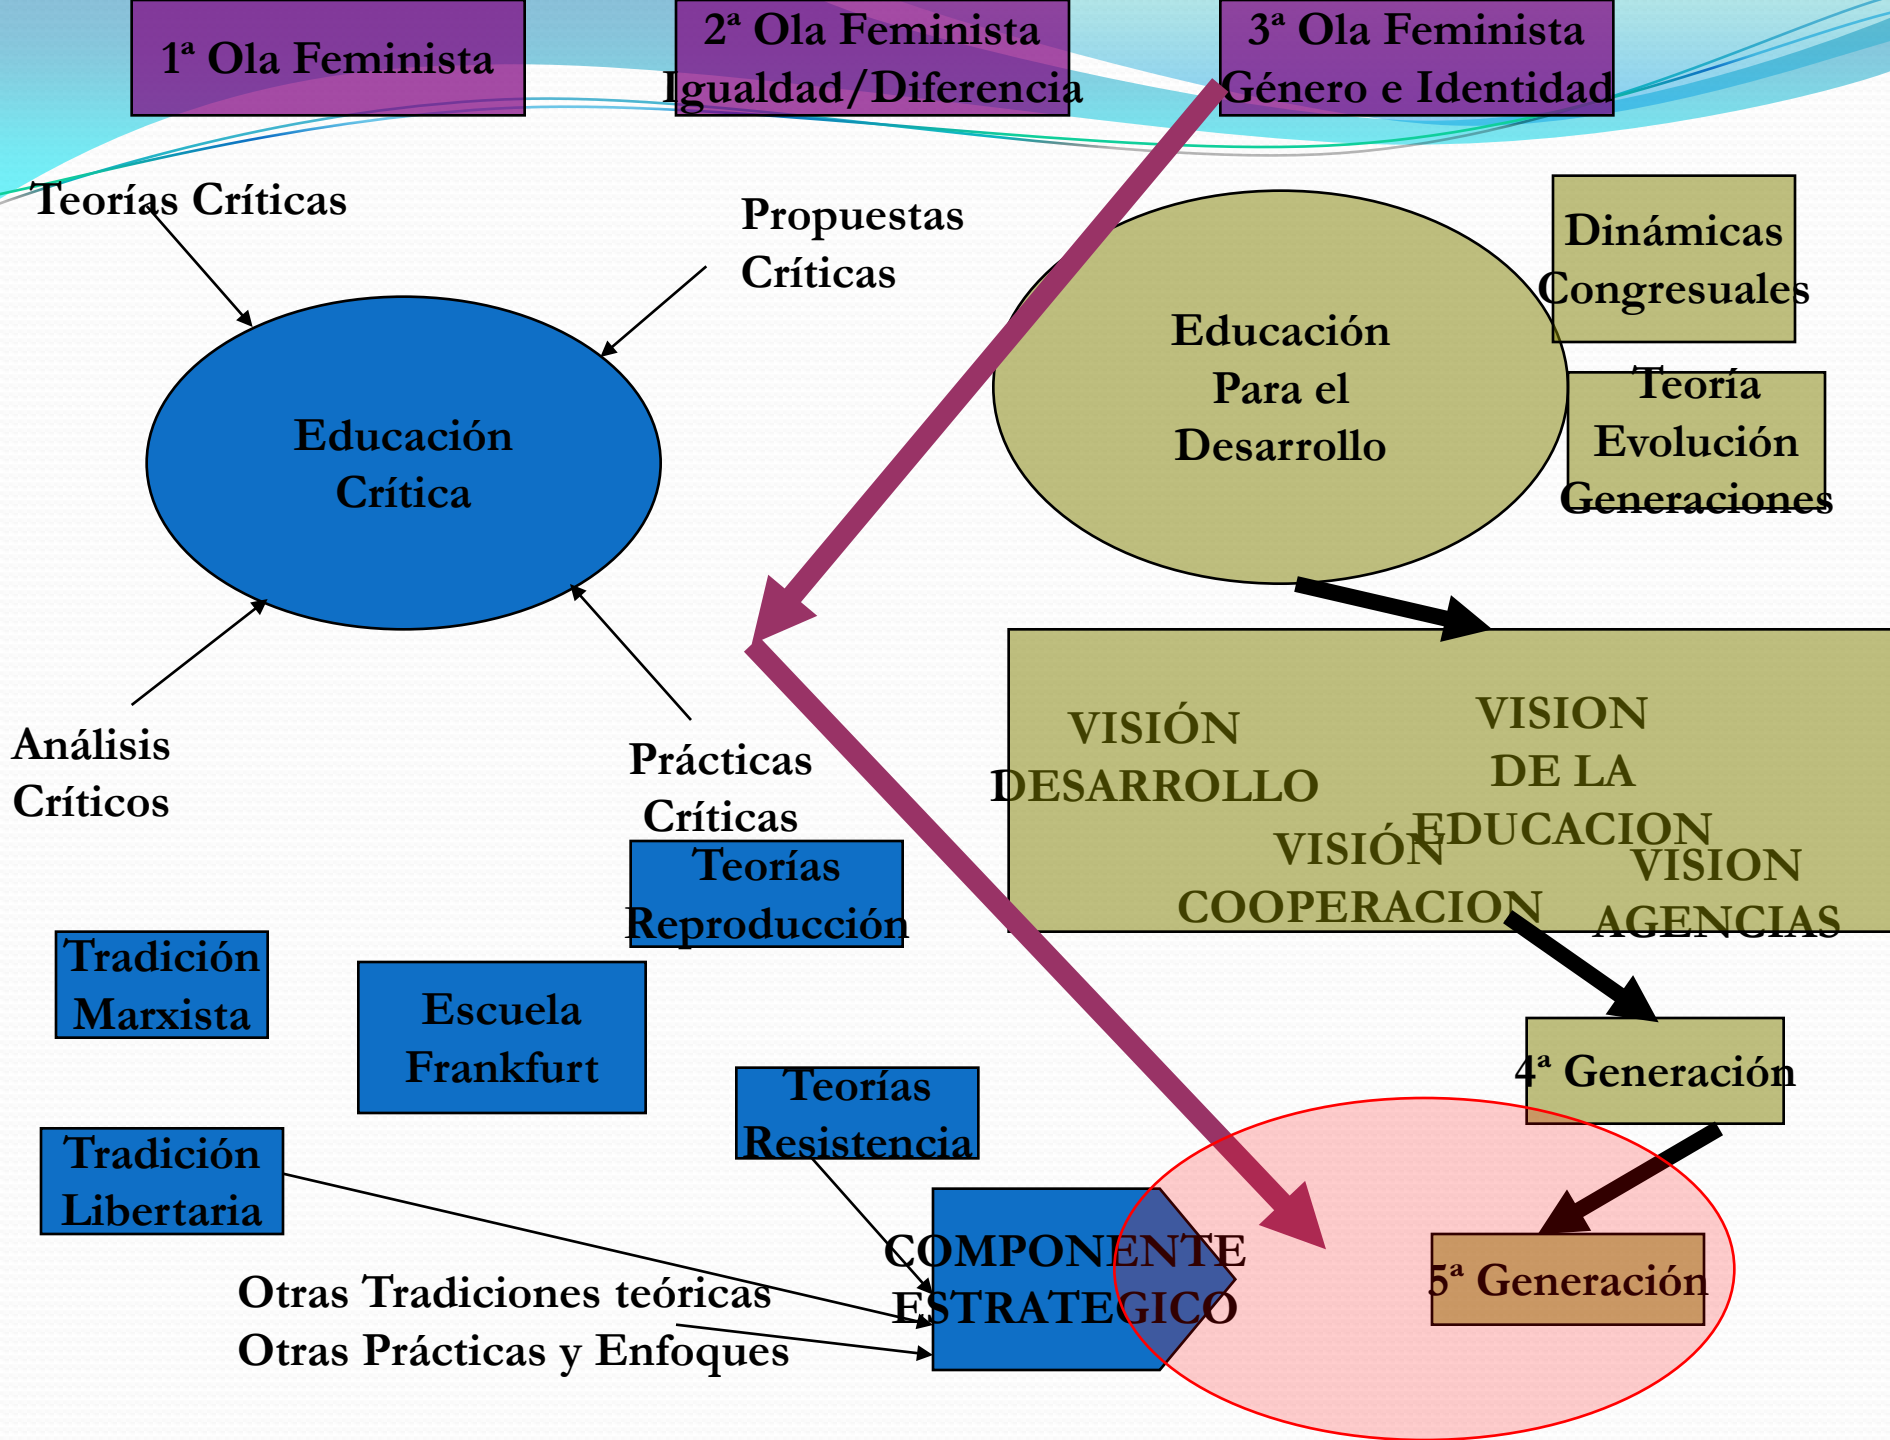 1ª Ola Feminista
2ª Ola Feminista
Igualdad/Diferencia
3ª Ola Feminista
Género e Identidad
Teorías Críticas
Propuestas
Críticas
Dinámicas
Congresuales
Educación
Para el
Desarrollo
Teoría
Evolución
Generaciones
Educación
Crítica
Análisis
Críticos
Prácticas
Críticas
VISIÓN
DESARROLLO
VISION
DE LA
EDUCACION
VISIÓN
COOPERACION
VISION
AGENCIAS
Teorías
Reproducción
Tradición
Marxista
Escuela
Frankfurt
Teorías
Resistencia
4ª Generación
Tradición
Libertaria
COMPONENTE
ESTRATEGICO
5ª Generación
Otras Tradiciones teóricas
Otras Prácticas y Enfoques